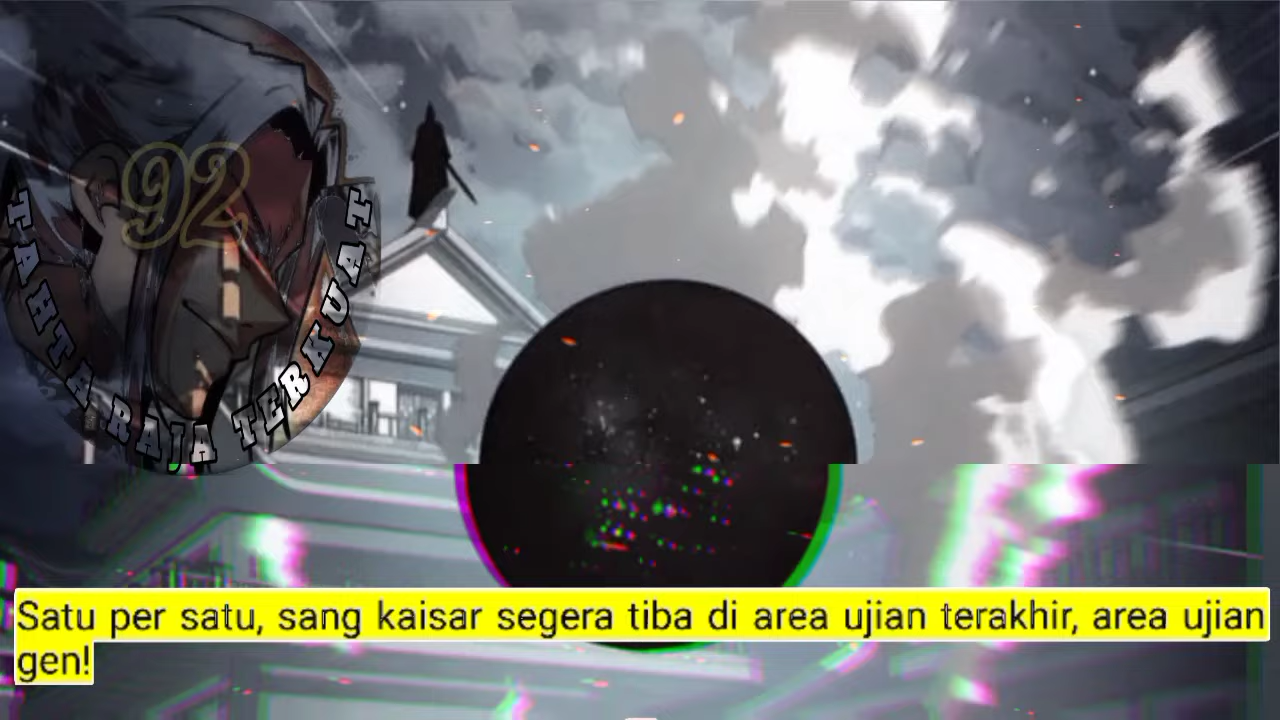 92
TAHTA RAJA TERKUAT
Satu per satu, sang kaisar segera tiba di area ujian terakhir, area ujian
gen!